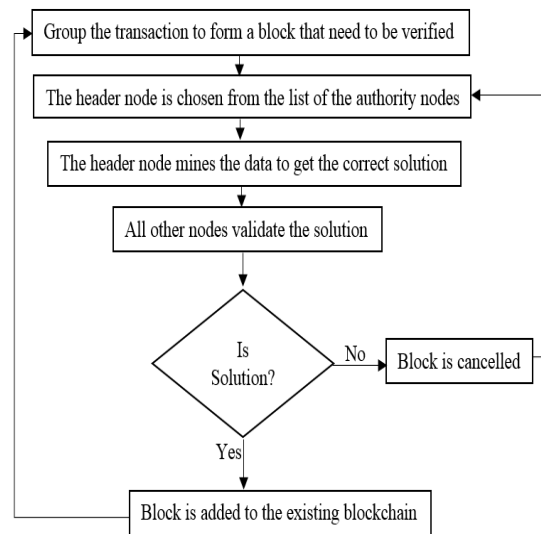 Group the transaction to form a block that need to be verified
The header node is chosen from the list of the authority nodes
The header node mines the data to get the correct solution
All other nodes validate the solution
Is
Solution?
No
Block is cancelled
Yes
Block is added to the existing blockchain